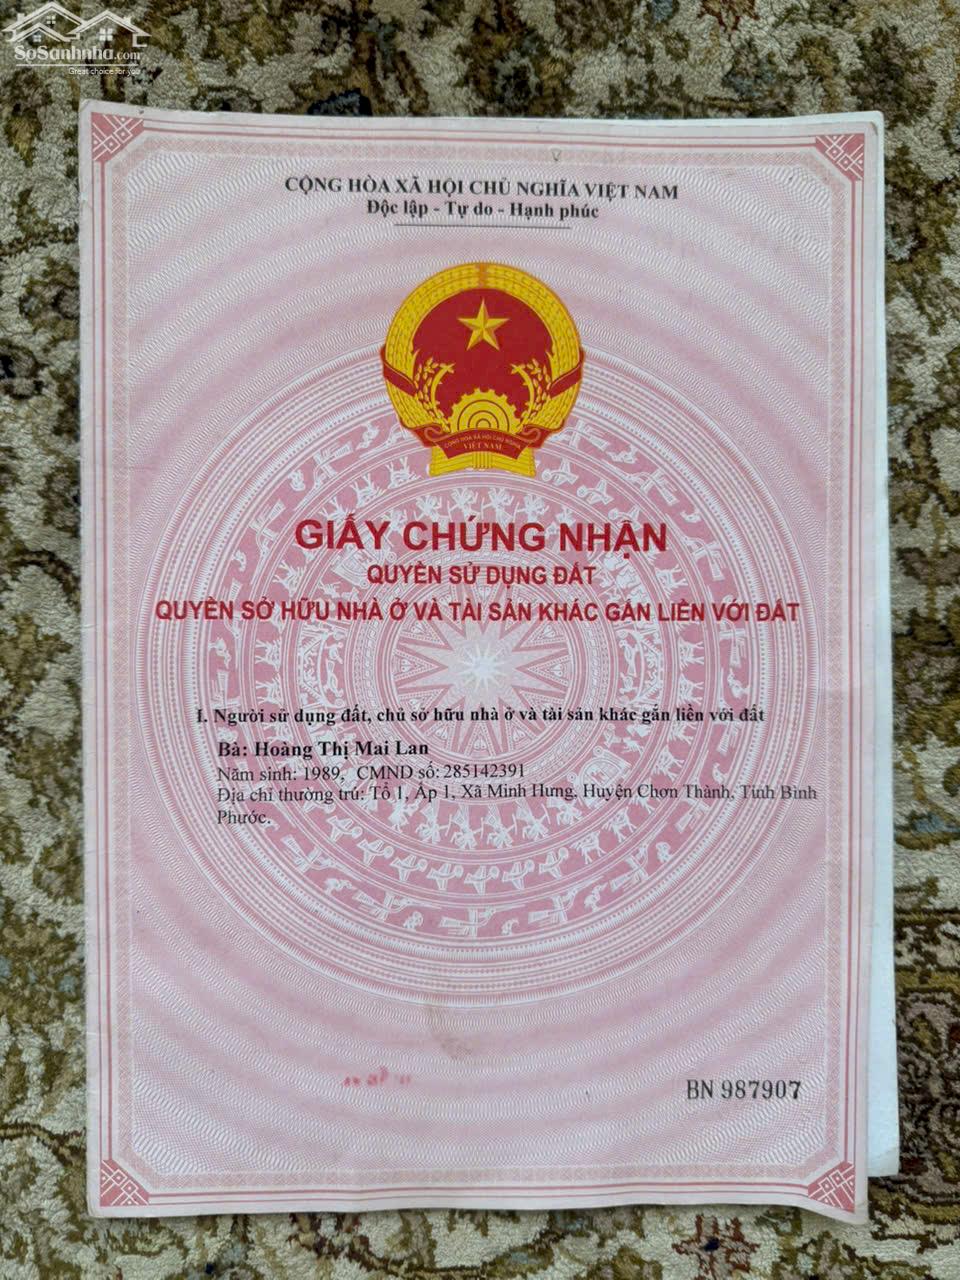 SoSanhnha.com
Great choice for you
CỘNG HÒA XÃ HỘI CHỦ NGHĨA VIỆT NAM
Độc lập - Tự do - Hạnh phúc
CỘNG HÒA XÃ HỘI CHỦ NGHĨA
VIỆT NAM
GIẤY CHỨNG NHẬN
QUYỀN SỬ DỤNG ĐẤT
QUYỀN SỞ HỮU NHÀ Ở VÀ TÀI SẢN KHÁC GẮN LIỀN VỚI ĐẤT
I. Người sử dụng đất, chủ sở hữu nhà ở và tài sản khác gắn liền với đất
Bà: Hoàng Thị Mai Lan
Năm sinh: 1989, CMND số: 285142391
Địa chỉ thường trú: Tổ 1, Ấp 1, Xã Minh Hưng, Huyện Chơn Thành, Tỉnh Bình
Phước.
BN 987907